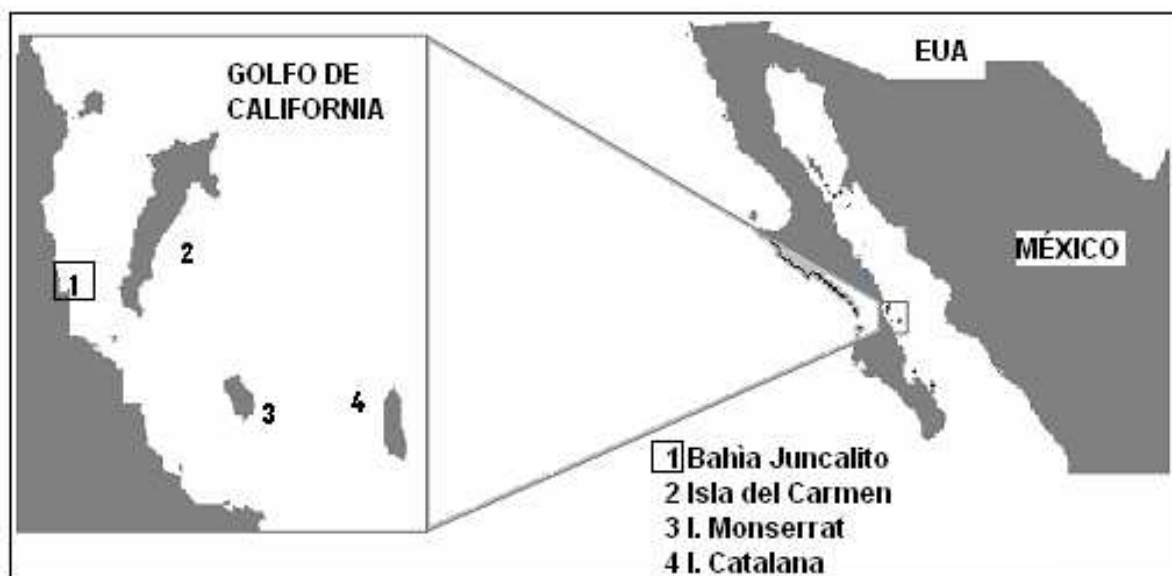 GOLFO DE
CALIFORNIA
2
1
3
4
EUA
MÉXICO
1 Bahìa Juncalito
2 Isla del Carmen
3 I. Monserrat
4 I. Catalana